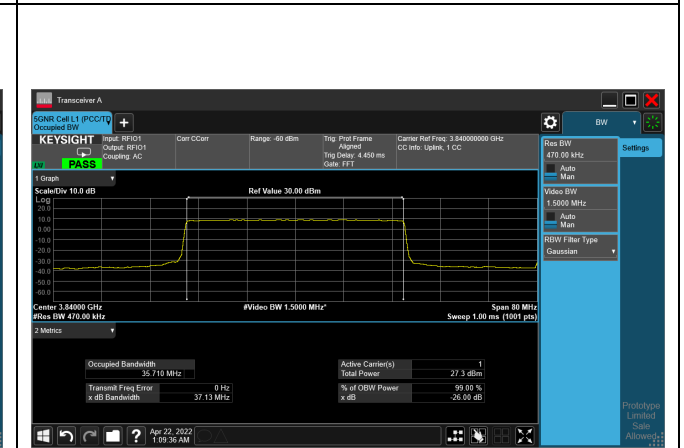 Transceiver A
5GNR Cell L1 (PCC/TD
Occupied BW
+
BW
KEYSIGHT
Input: RFIO1
Output: RFIO1
Coupling: AC
Corr CCorr
Range: -60 dBm
Trig: Prot Frame
Aligned
Trig Delay: 4.450 ms
Gate: FFT
Carrier Ref Freq: 3.840000000 GHz
CC Info: Uplink, 1 CC
LXI
PASS
Res BW
470.00 kHz
Auto
Man
Settings
Video BW
1.5000 MHz
Auto
Man
RBW Filter Type
Gaussian
1 Graph
Scale/Div 10.0 dB
Ref Value 30.00 dBm
Log
20.0
10.0
0.00
-10.0
-20.0
-30.0
-40.0
-50.0
-60.0
Center 3.84000 GHz
#Video BW 1.5000 MHz*
Span 80 MHz
#Res BW 470.00 kHz
Sweep 1.00 ms (1001 pts)
2 Metrics
Occupied Bandwidth
35.710 MHz
Active Carrier(s) 1
Total Power 27.3 dBm
Transmit Freq Error 0 Hz
x dB Bandwidth 37.13 MHz
% of OBW Power 99.00 %
x dB -26.00 dB
Prototype
Limited
Sale
Allowed
?
Apr 22, 2022
1:09:36 AM